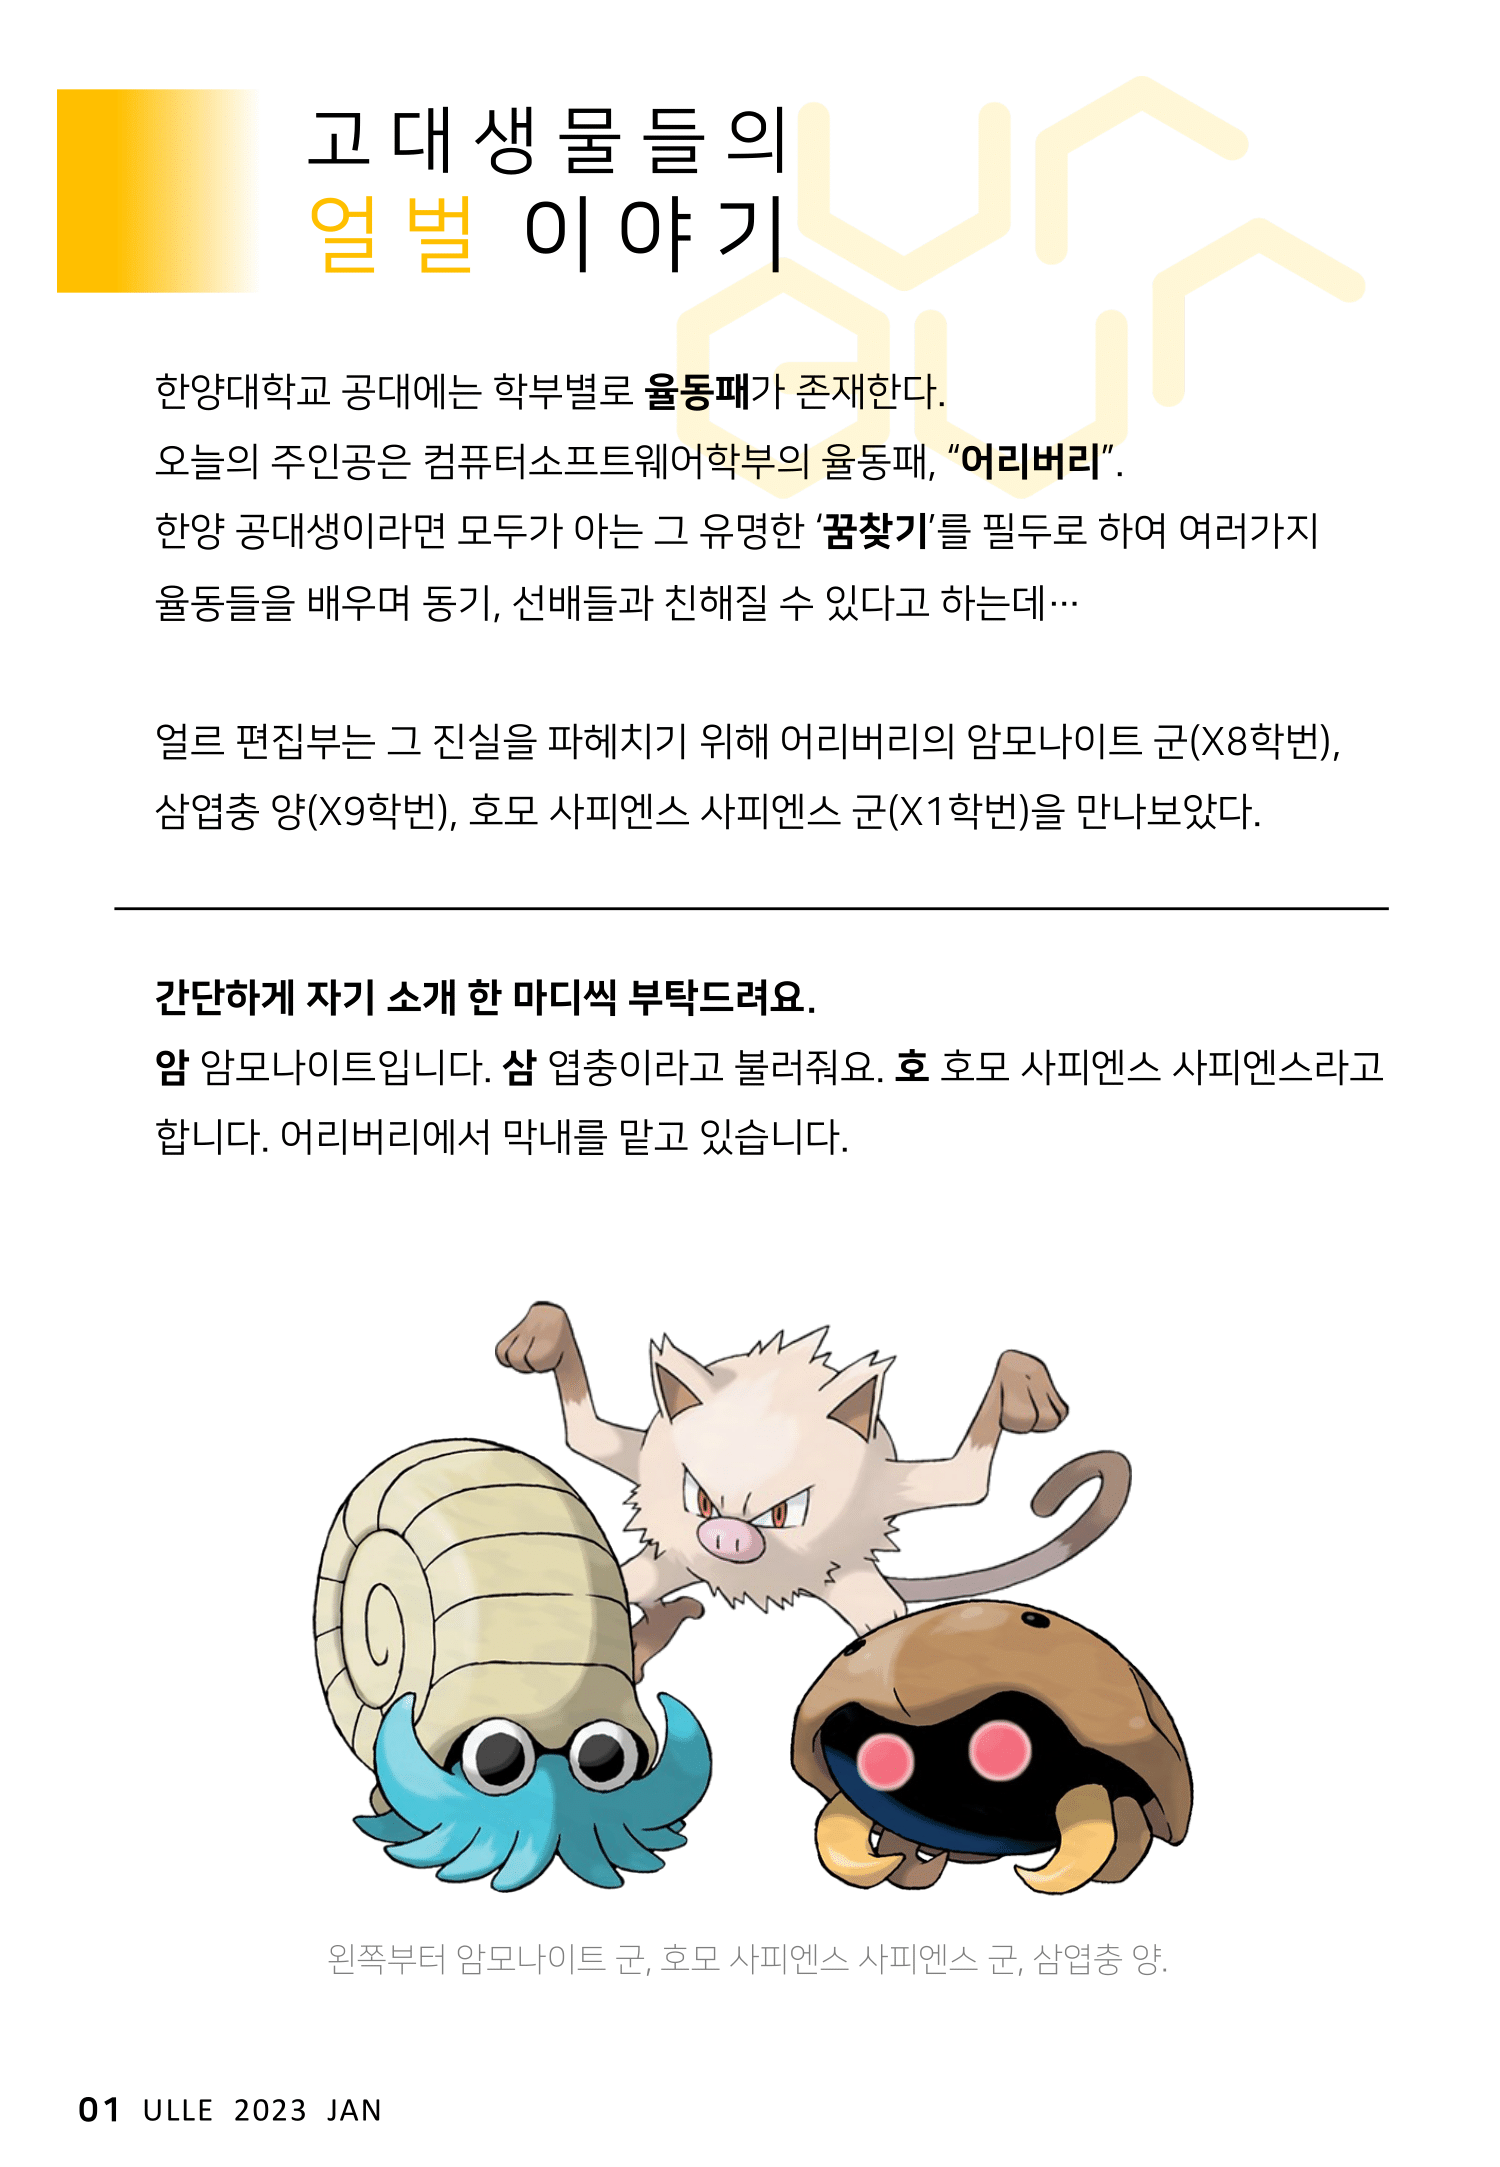 고대생물들의
얼벌 이야기
한양대학교 공대에는 학부별로 율동패가 존재한다.
오늘의 주인공은 컴퓨터소프트웨어학부의 율동패, “어리버리”.
한양 공대생이라면 모두가 아는 그 유명한 ‘꿈찾기’를 필두로 하여 여러가지
율동들을 배우며 동기, 선배들과 친해질 수 있다고 하는데…
얼르 편집부는 그 진실을 파헤치기 위해 어리버리의 암모나이트 군(X8학번),
삼엽충 양(X9학번), 호모 사피엔스 사피엔스 군(X1학번)을 만나보았다.
간단하게 자기 소개 한 마디씩 부탁드려요.
암 암모나이트입니다. 삼 엽충이라고 불러줘요. 호 호모 사피엔스 사피엔스라고
합니다. 어리버리에서 막내를 맡고 있습니다.
왼쪽부터 암모나이트 군, 호모 사피엔스 사피엔스 군, 삼엽충 양.
01 ULLE 2023 JAN